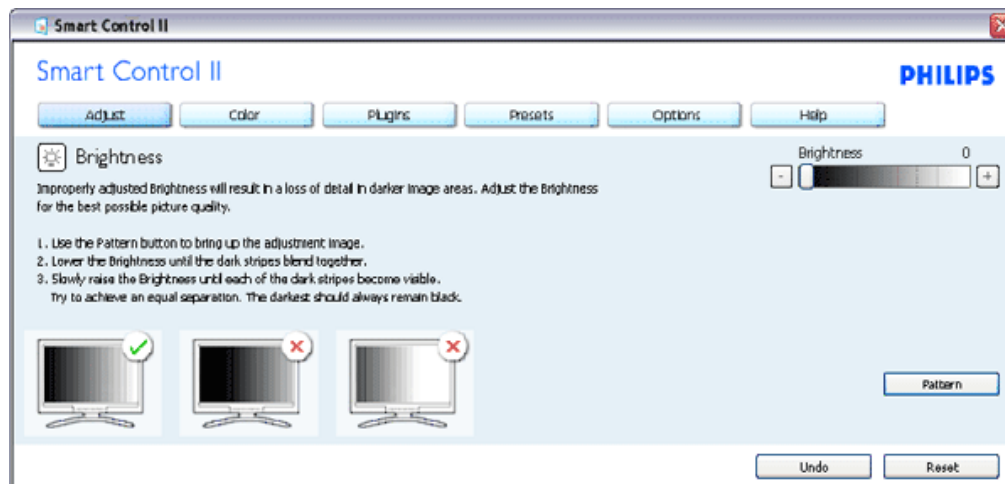 Smart Control II
Smart Control II
PHILIPS
Adjust Color Plugins Presets Options Help
Brightness
Brightness 0
- +
Improperly adjusted Brightness will result in a loss of detail in darker image areas. Adjust the Brightness
for the best possible picture quality.
1. Use the Pattern button to bring up the adjustment image.
2. Lower the Brightness until the dark stripes blend together.
3. Slowly raise the Brightness until each of the dark stripes become visible.
Try to achieve an equal separation. The darkest should always remain black.
Pattern
Undo Reset